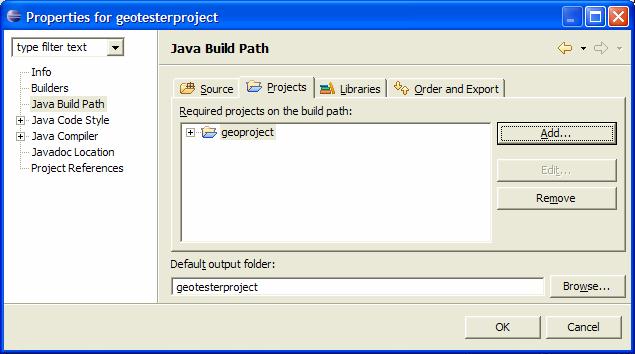 Properties for geotesterproject
type filter text
Info
Builders
Java Build Path
Java Code Style
Java Compiler
Javadoc Location
Project References
Java Build Path
Source Projects Libraries Order and Export
Required projects on the build path:
geoproject
Add...
Edit...
Remove
Default output folder:
geotesterproject
Browse...
OK Cancel